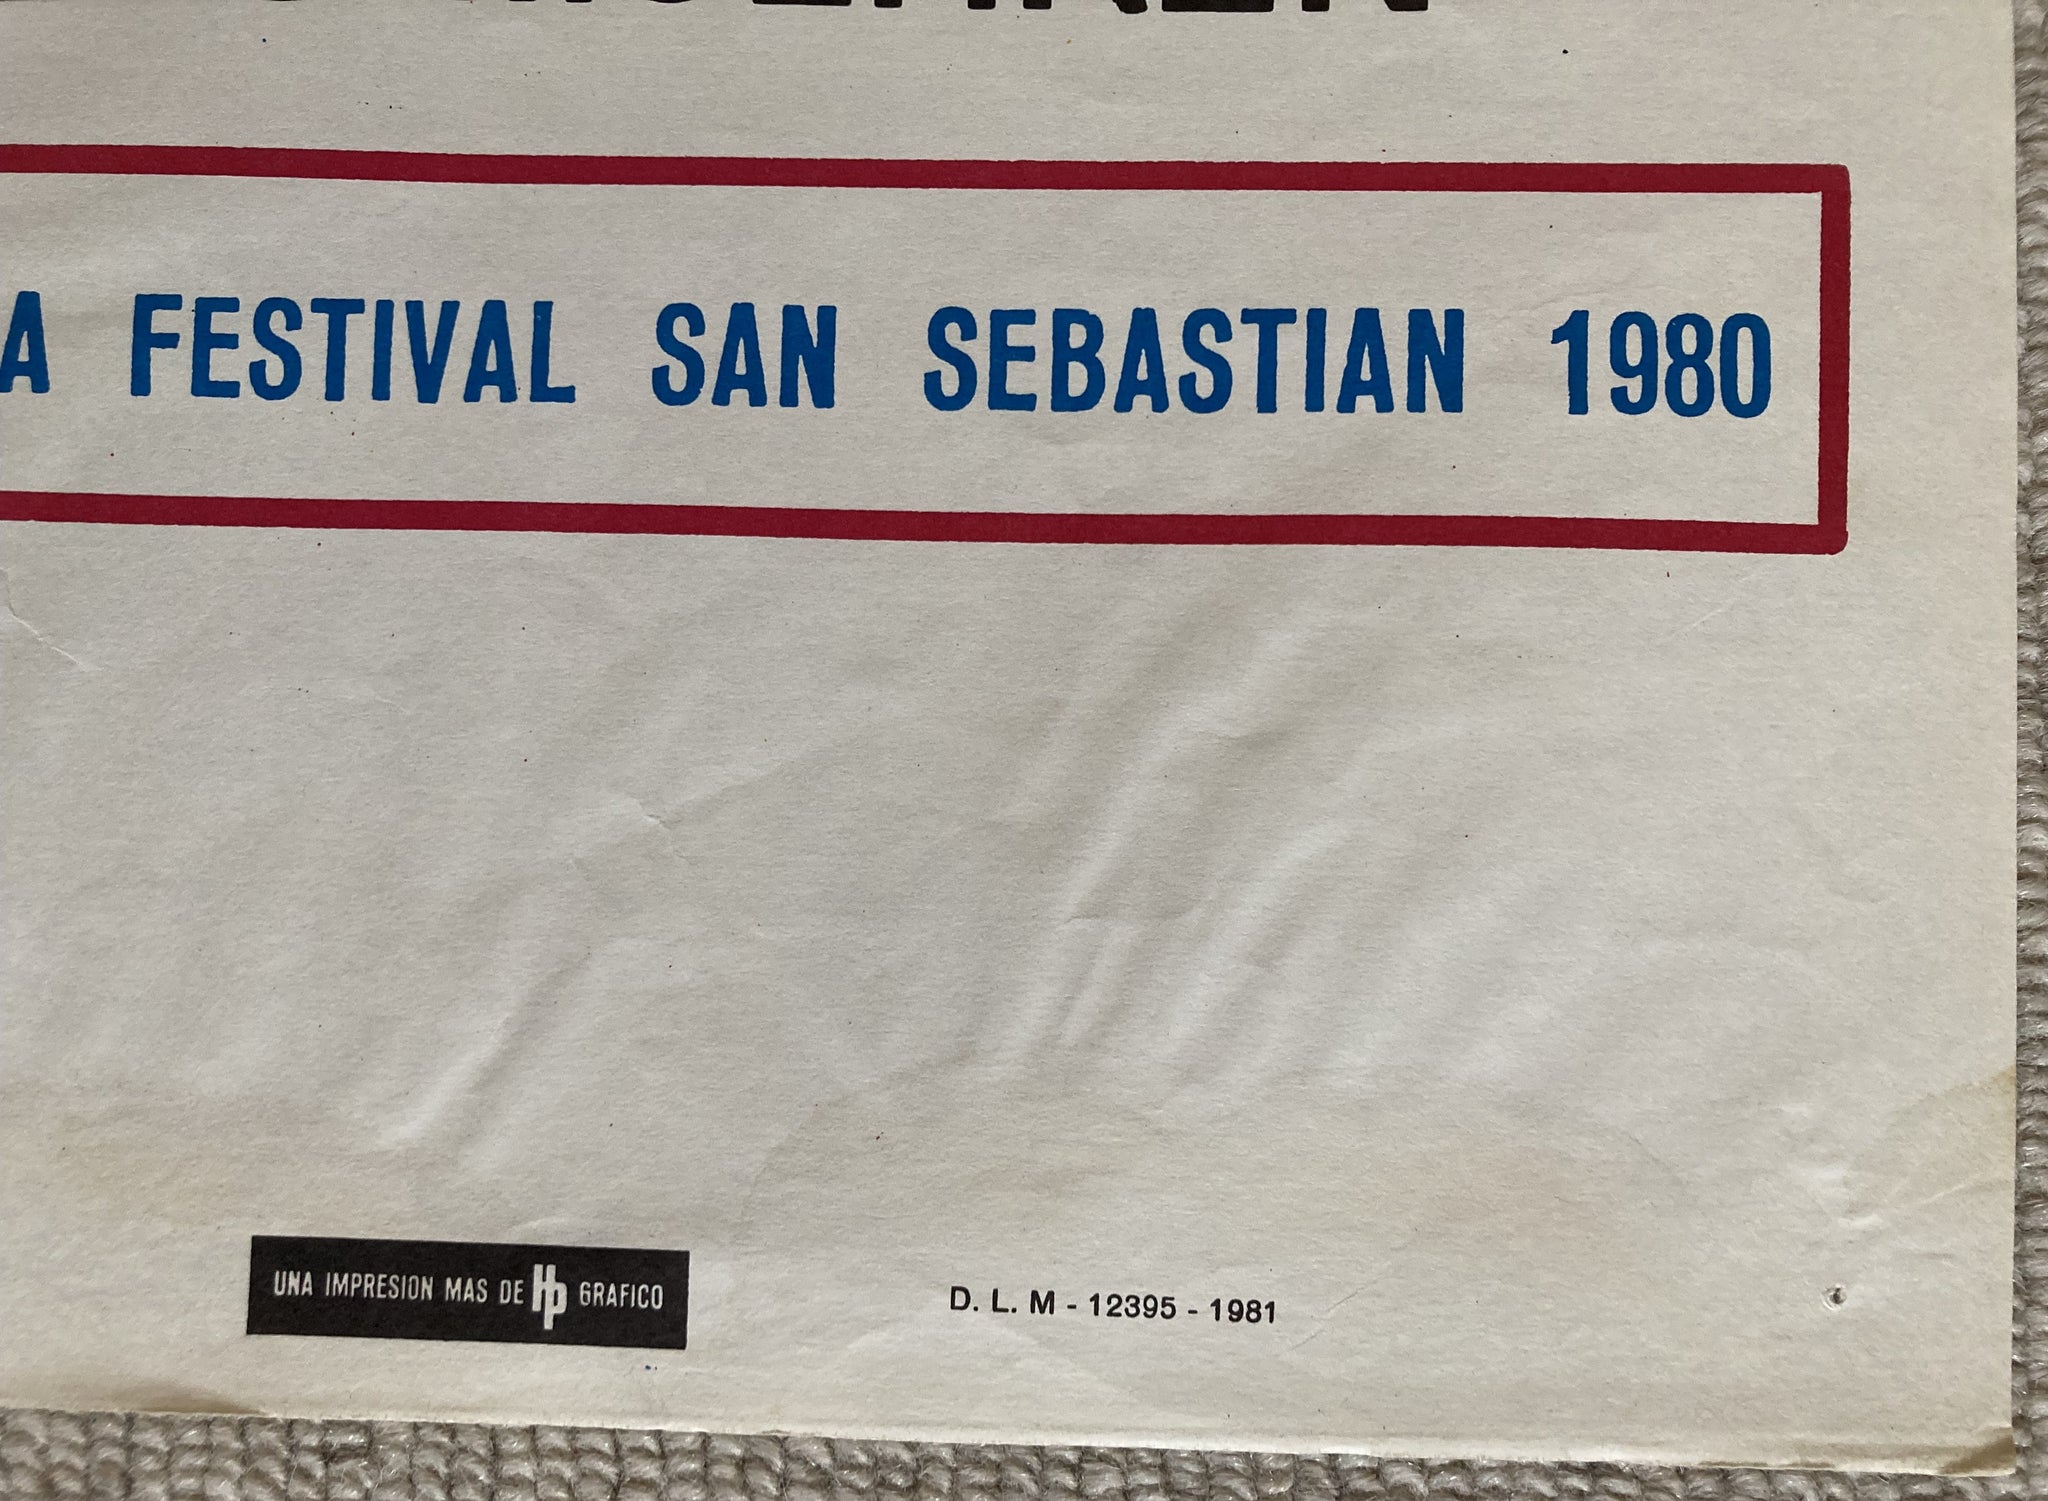 A FESTIVAL SAN SEBASTIAN 1980
UNA IMPRESION MAS DE HP GRAFICO
D. L. M - 12395 - 1981